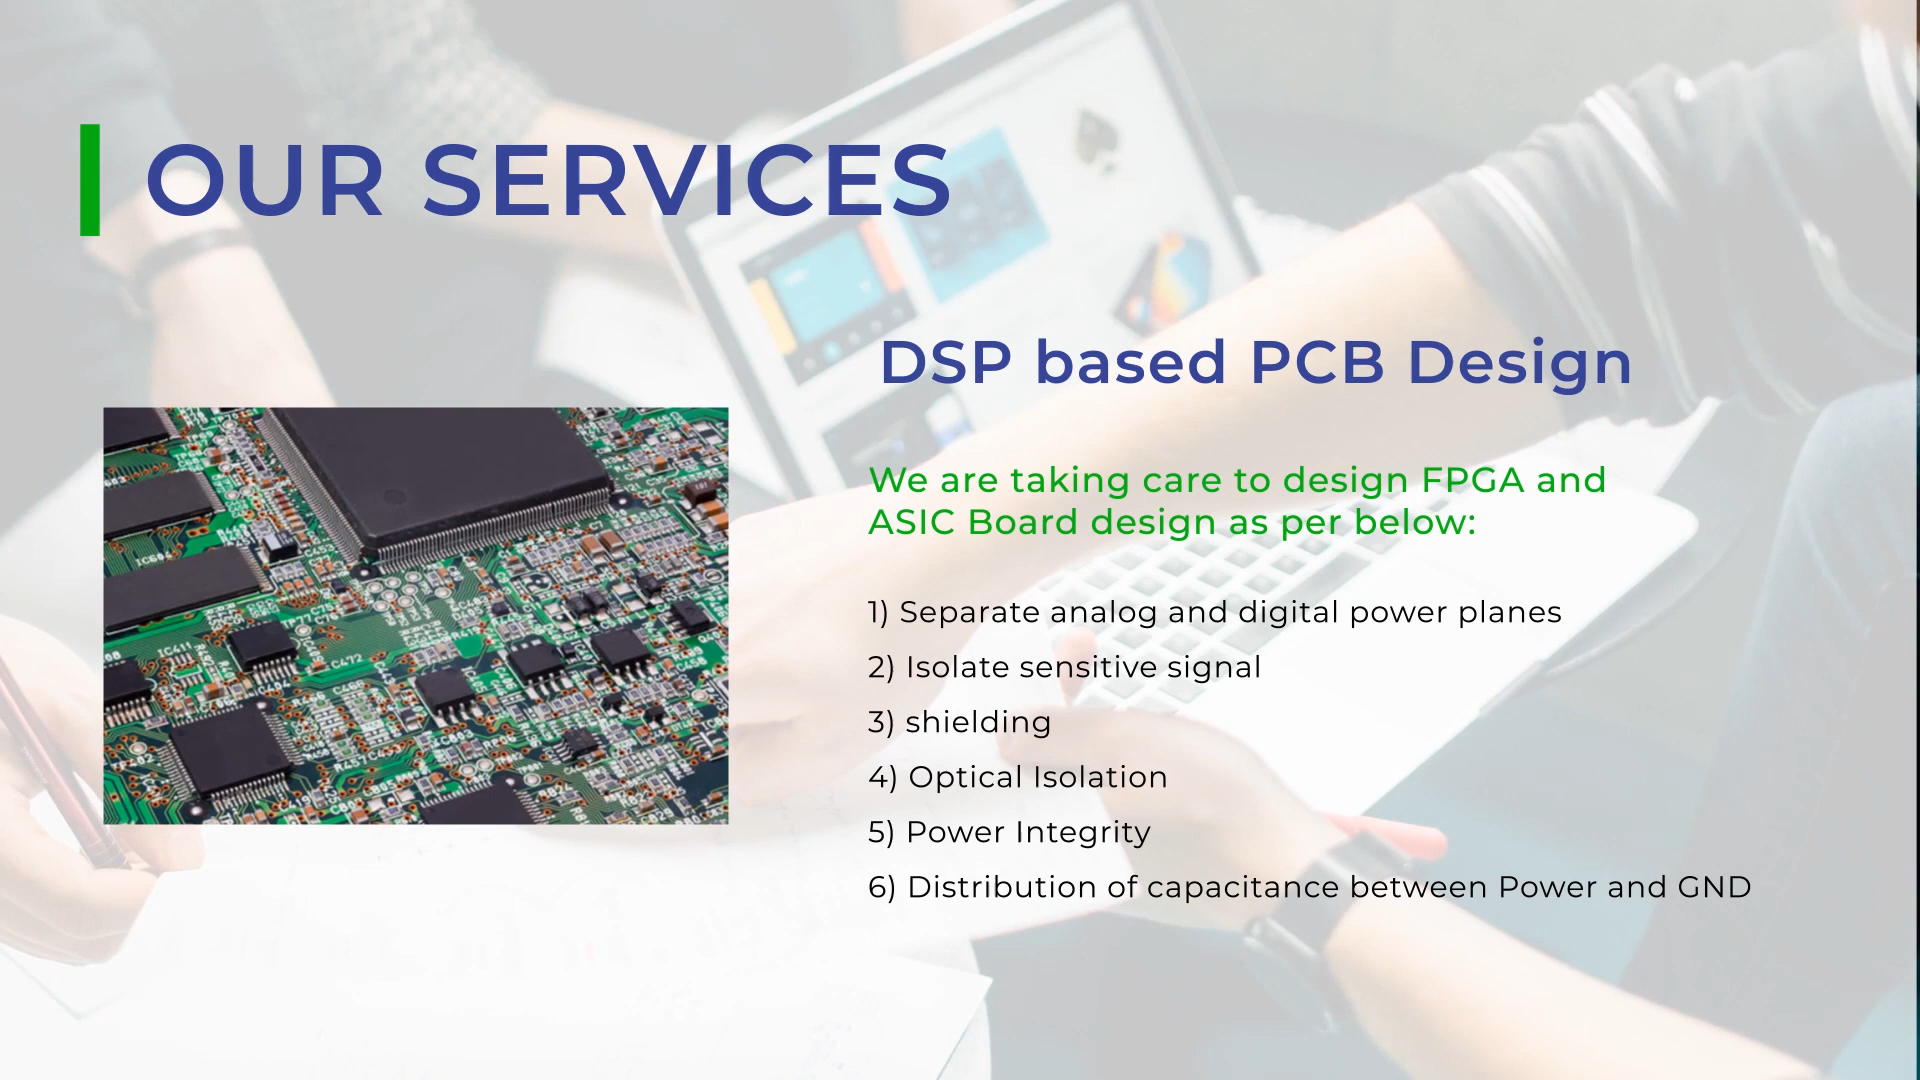 OUR SERVICES
DSP based PCB Design
We are taking care to design FPGA and
ASIC Board design as per below:
1) Separate analog and digital power planes
2) Isolate sensitive signal
3) shielding
4) Optical Isolation
5) Power Integrity
6) Distribution of capacitance between Power and GND
IC411
C472